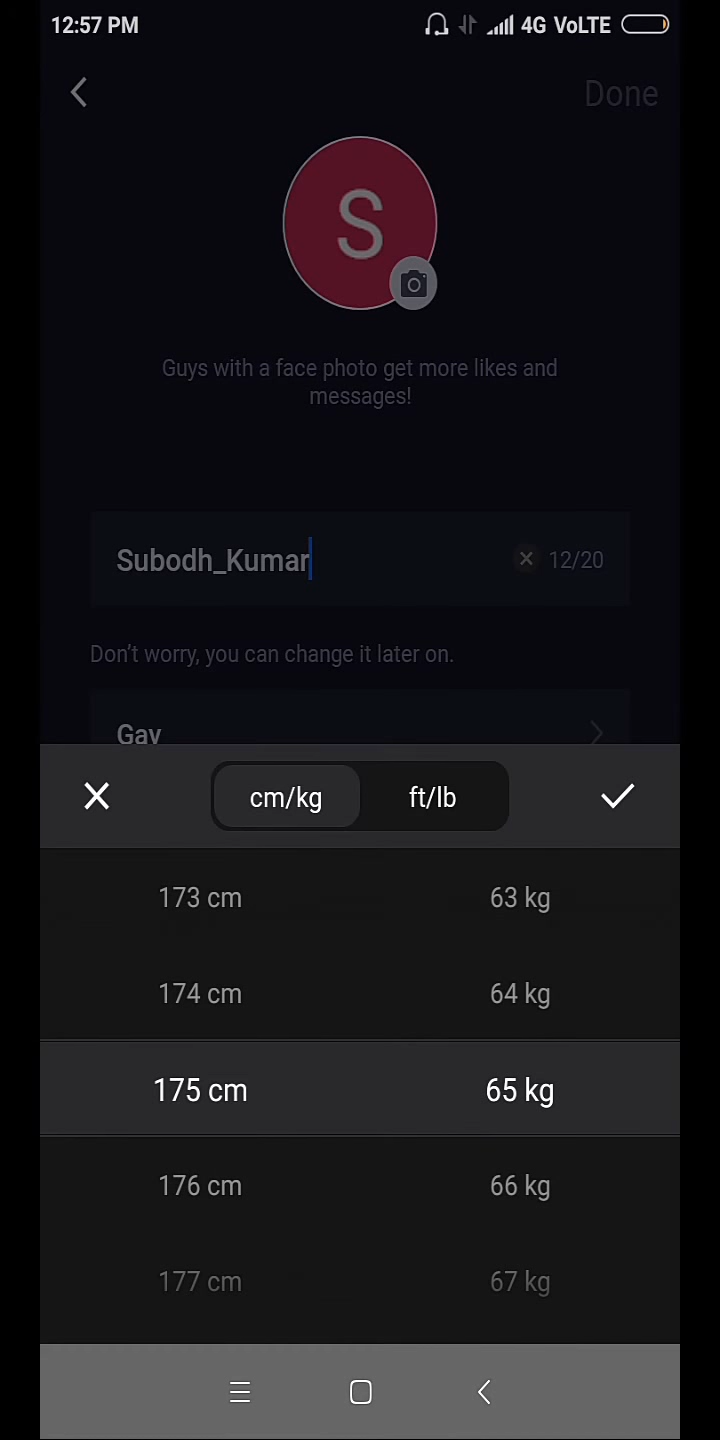 12:57 PM 4G VoLTE
Done
S
Guys with a face photo get more likes and
messages!
Subodh_Kumar 12/20
Don't worry, you can change it later on.
Gay
cm/kg ft/lb
173 cm 63 kg
174 cm 64 kg
175 cm 65 kg
176 cm 66 kg
177 cm 67 kg